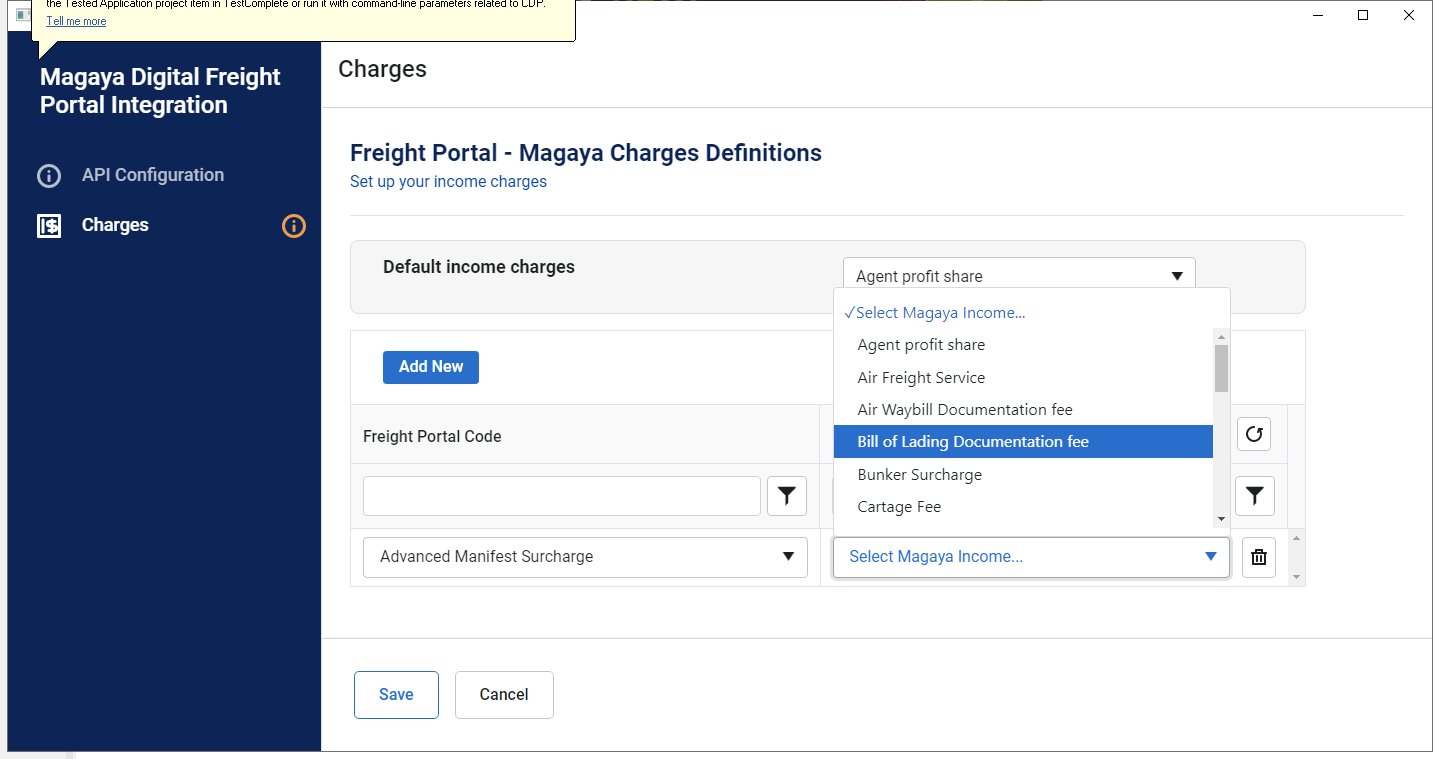 the Tested Application project item in TestComplete or run it with command-line parameters related to CDP.
Tell me more
Magaya Digital Freight
Portal Integration
API Configuration
Charges
Charges
Freight Portal - Magaya Charges Definitions
Set up your income charges
Default income charges
Agent profit share
✓Select Magaya Income...
Agent profit share
Air Freight Service
Air Waybill Documentation fee
Bill of Lading Documentation fee
Bunker Surcharge
Cartage Fee
Add New
Freight Portal Code
Advanced Manifest Surcharge
Select Magaya Income...
Save
Cancel